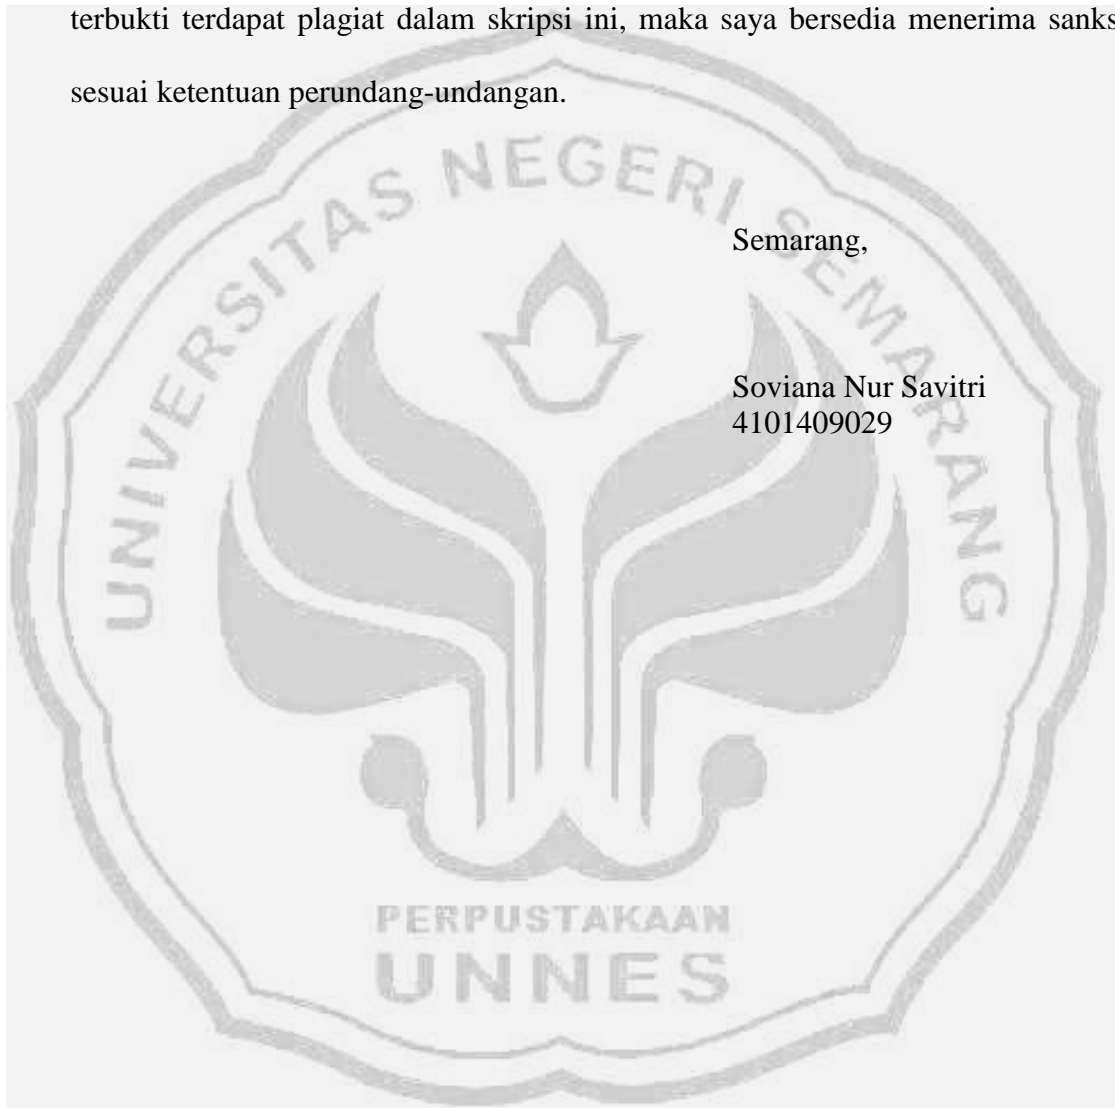 terbukti terdapat plagiat dalam skripsi ini, maka saya bersedia menerima sanks
sesuai ketentuan perundang-undangan.
UNIVERSITAS NEGERI SEMARANG
Semarang,
Soviana Nur Savitri
4101409029
PERPUSTAKAAN
UNNES